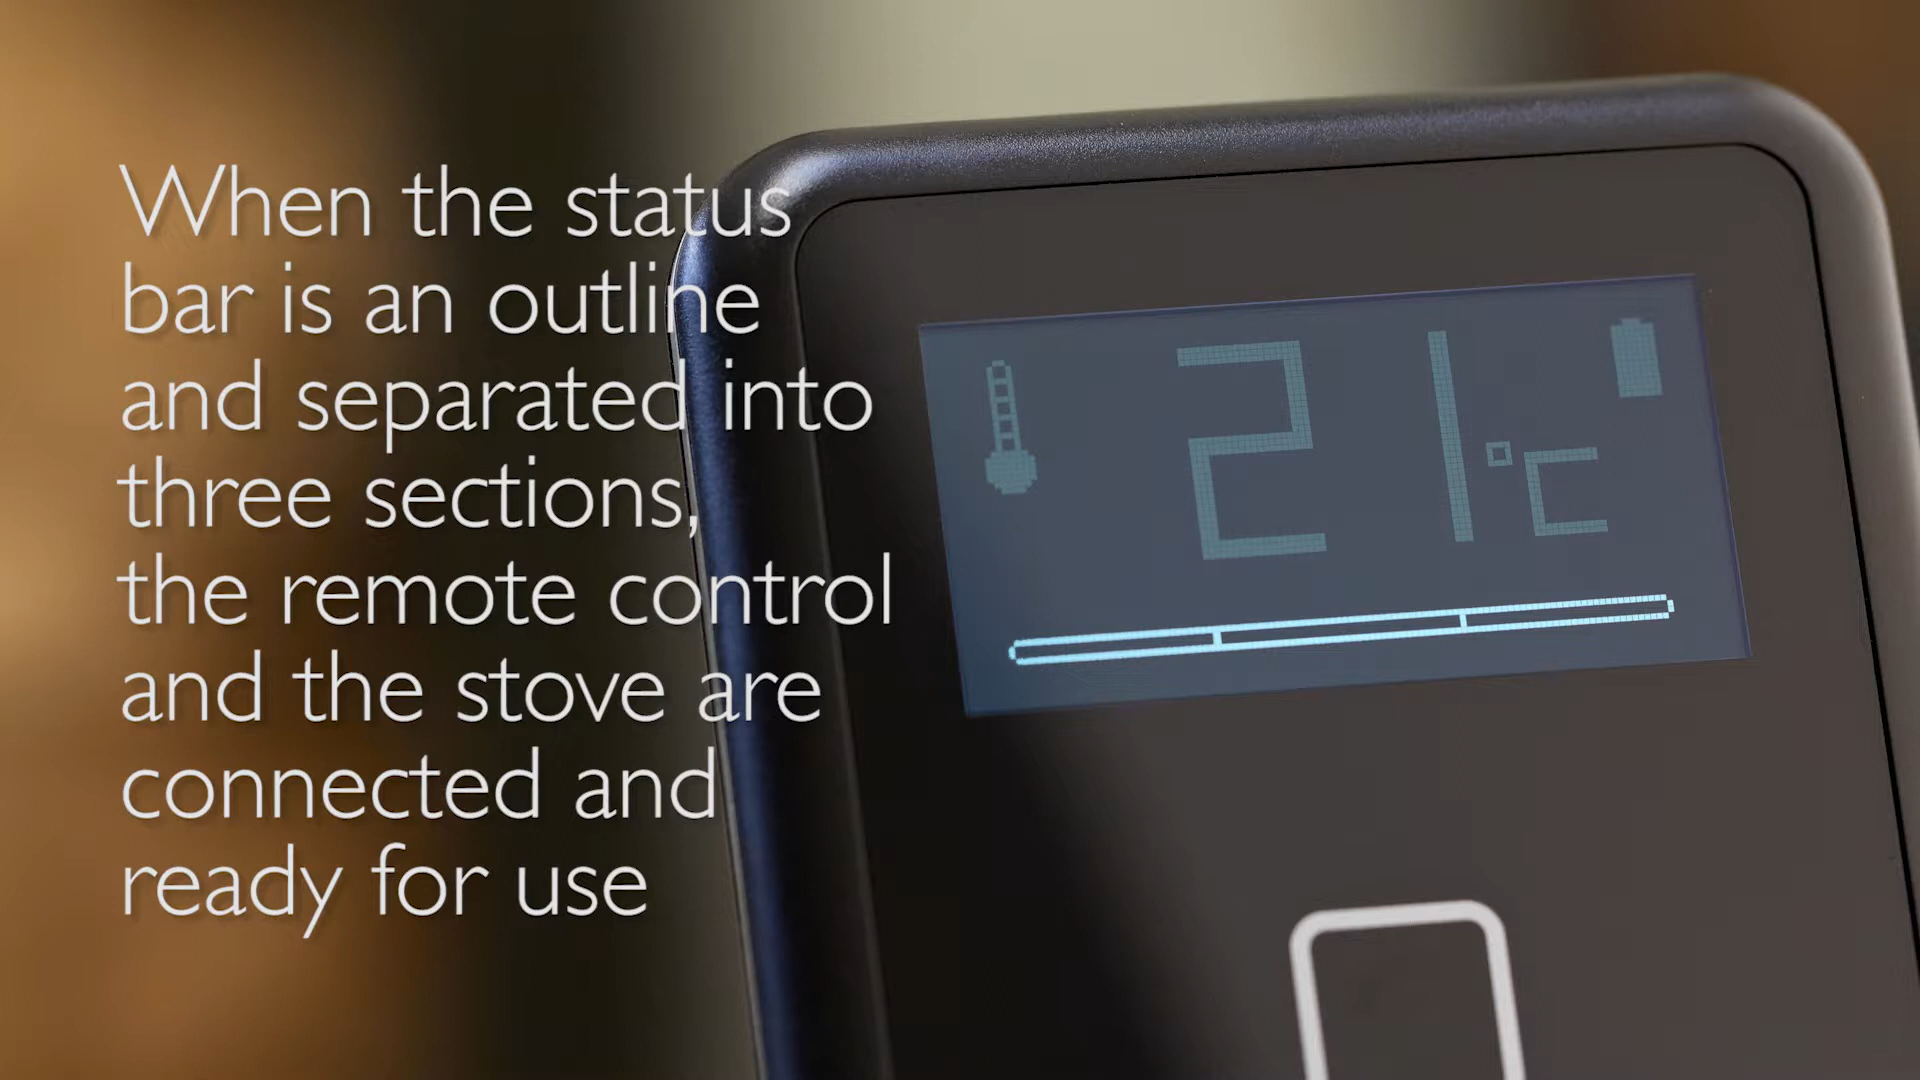 When the status
bar is an outline
and separated into
three sections,
the remote control
and the stove are
connected and
ready for use
21°C